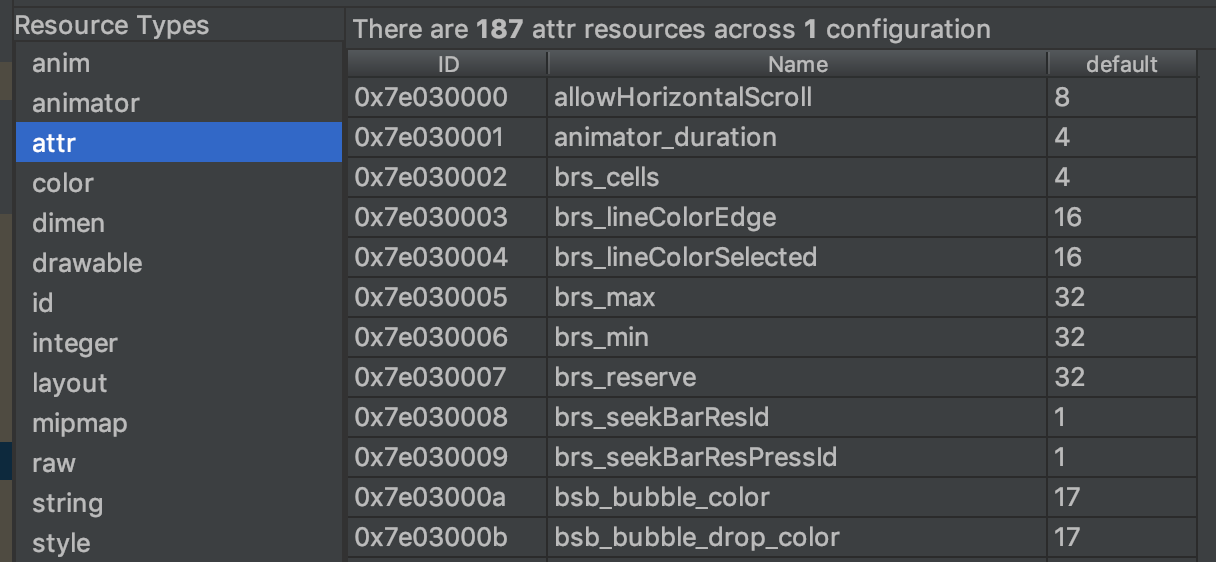 Resource Types
anim
animator
attr
color
dimen
drawable
id
integer
layout
mipmap
raw
string
style
There are 187 attr resources across 1 configuration
ID Name default
0x7e030000 allowHorizontalScroll 8
0x7e030001 animator_duration 4
0x7e030002 brs_cells 4
0x7e030003 brs_lineColorEdge 16
0x7e030004 brs_lineColorSelected 16
0x7e030005 brs_max 32
0x7e030006 brs_min 32
0x7e030007 brs_reserve 32
0x7e030008 brs_seekBarResId 1
0x7e030009 brs_seekBarResPressId 1
0x7e03000a bsb_bubble_color 17
0x7e03000b bsb_bubble_drop_color 17